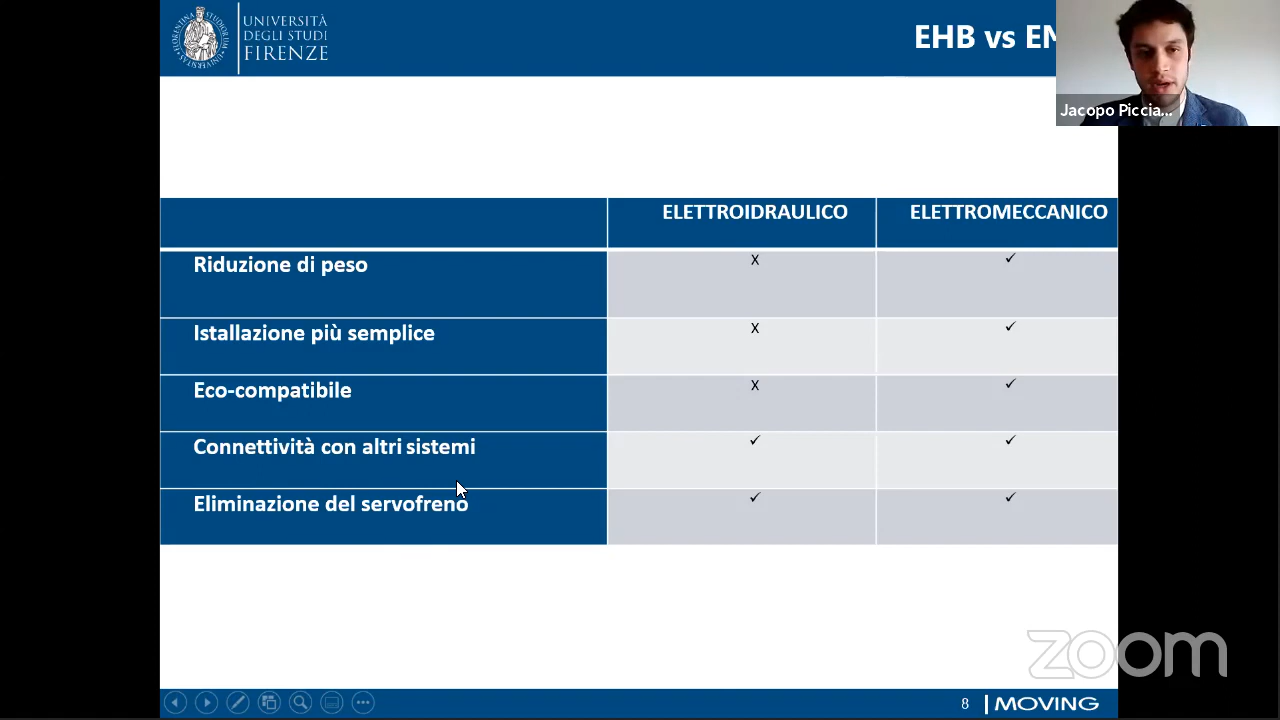 UNIVERSITÀ
DEGLI STUDI
FIRENZE
EHB vs EM
Jacopo Piccia...
ELETTROIDRAULICO ELETTROMECCANICO
Riduzione di peso X ✓
Istallazione più semplice X ✓
Eco-compatibile X ✓
Connettività con altri sistemi ✓ ✓
Eliminazione del servofreno ✓ ✓
zoom
8 | MOVING